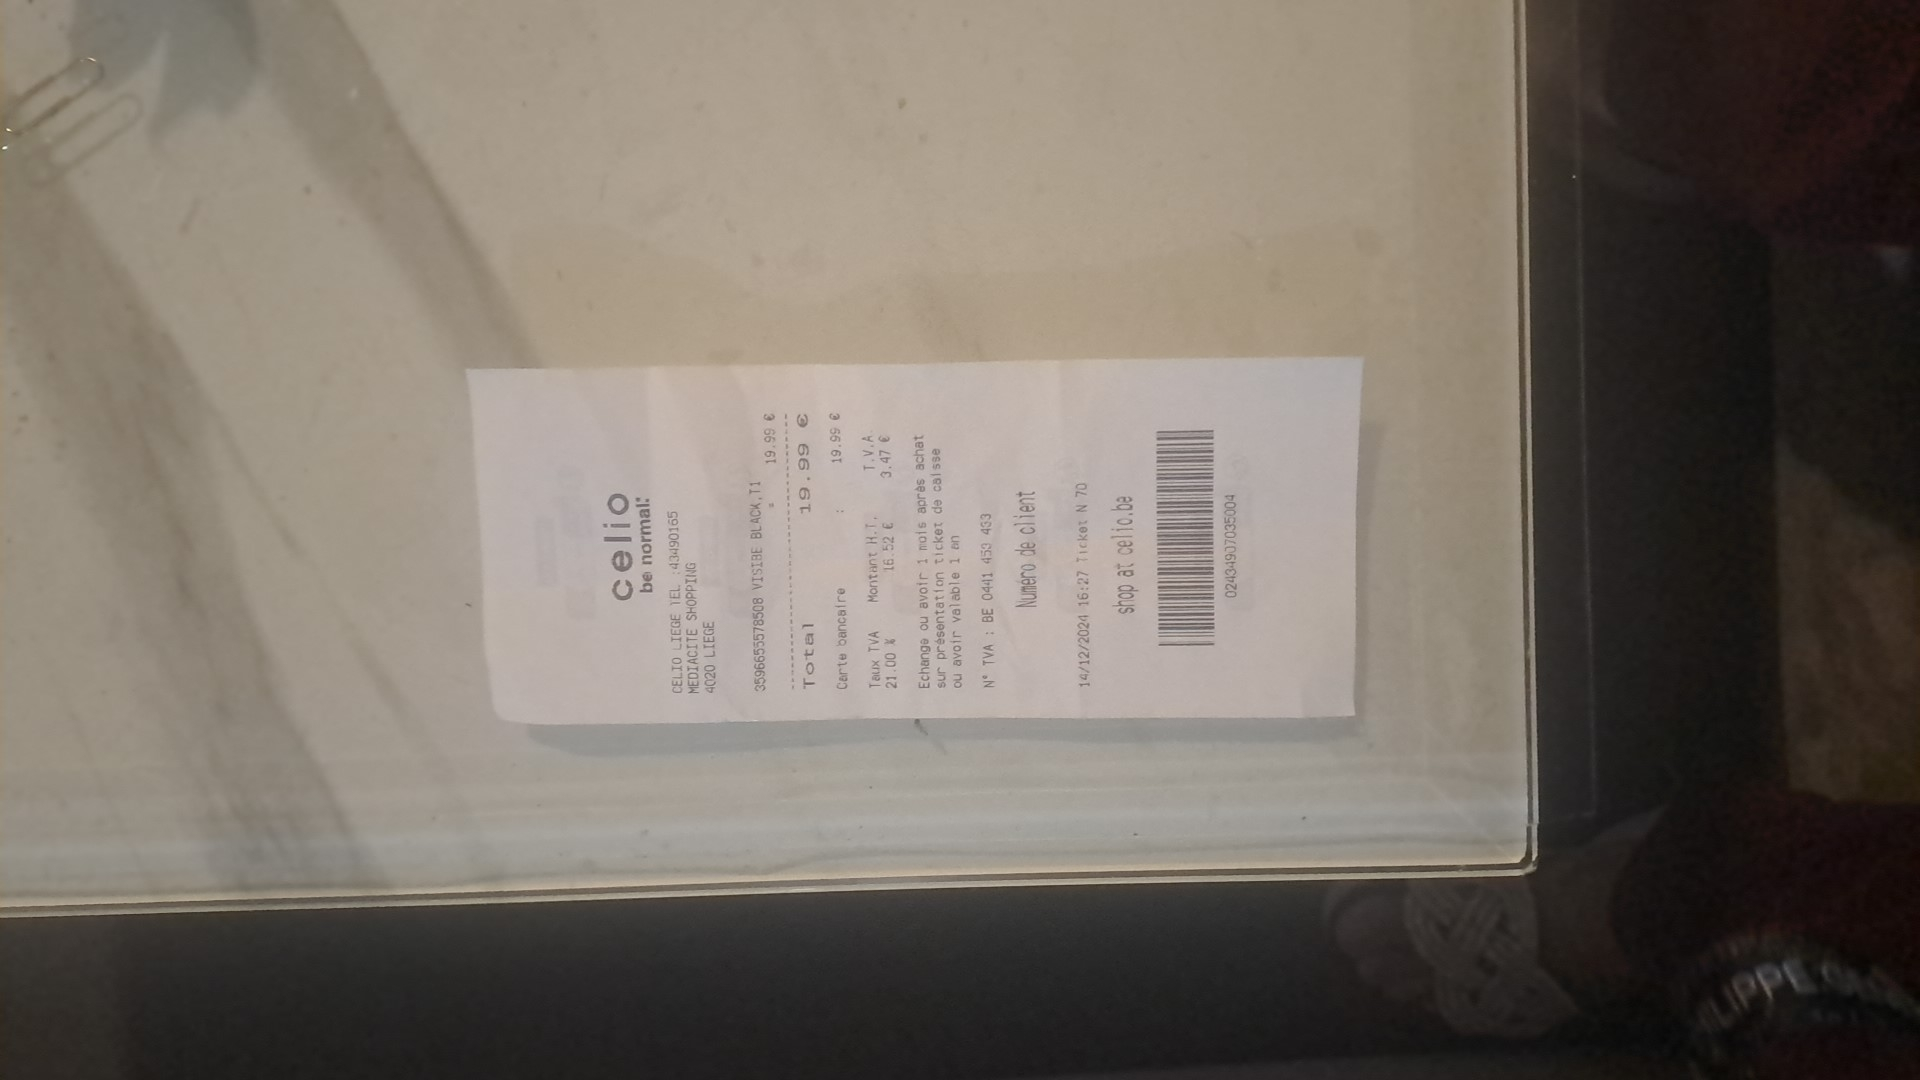 celio
be normal:
CELIO LIEGE TEL :43490165
MEDIACITE SHOPPING
4020 LIEGE
3596655578508 VISIBE BLACK,T1
19.99 €
Total 19.99 €
Carte bancaire : 19.99 €
Taux TVA Montant H.T. T.V.A.
21.00 % 16.52 € 3.47 €
Echange ou avoir 1 mois après achat
sur présentation ticket de caisse
ou avoir valable 1 an
N° TVA : BE 0441 453 433
Numéro de client
14/12/2024 16:27 Ticket N 70
shop at celio.be
0243490703S004